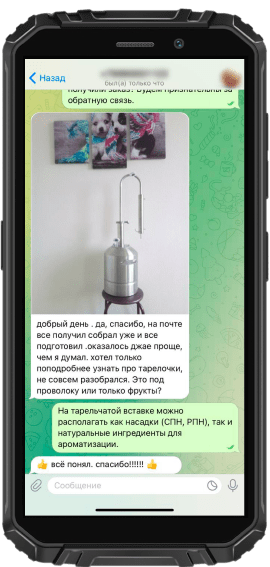 Назад
был(а) только что
получили заказ? Будем признательны за
обратную связь.
добрый день . да, спасибо, на почте
все получил собрал уже и все
подготовил .оказалось джае проще,
чем я думал. хотел только
поподробнее узнать про тарелочки,
не совсем разобрался. Это под
проволоку или только фрукты?
На тарельчатой вставке можно
располагать как насадки (СПН, РПН), так и
натуральные ингредиенты для
ароматизации.
👍 всё понял. спасибо!!!!!! 👍
Сообщение